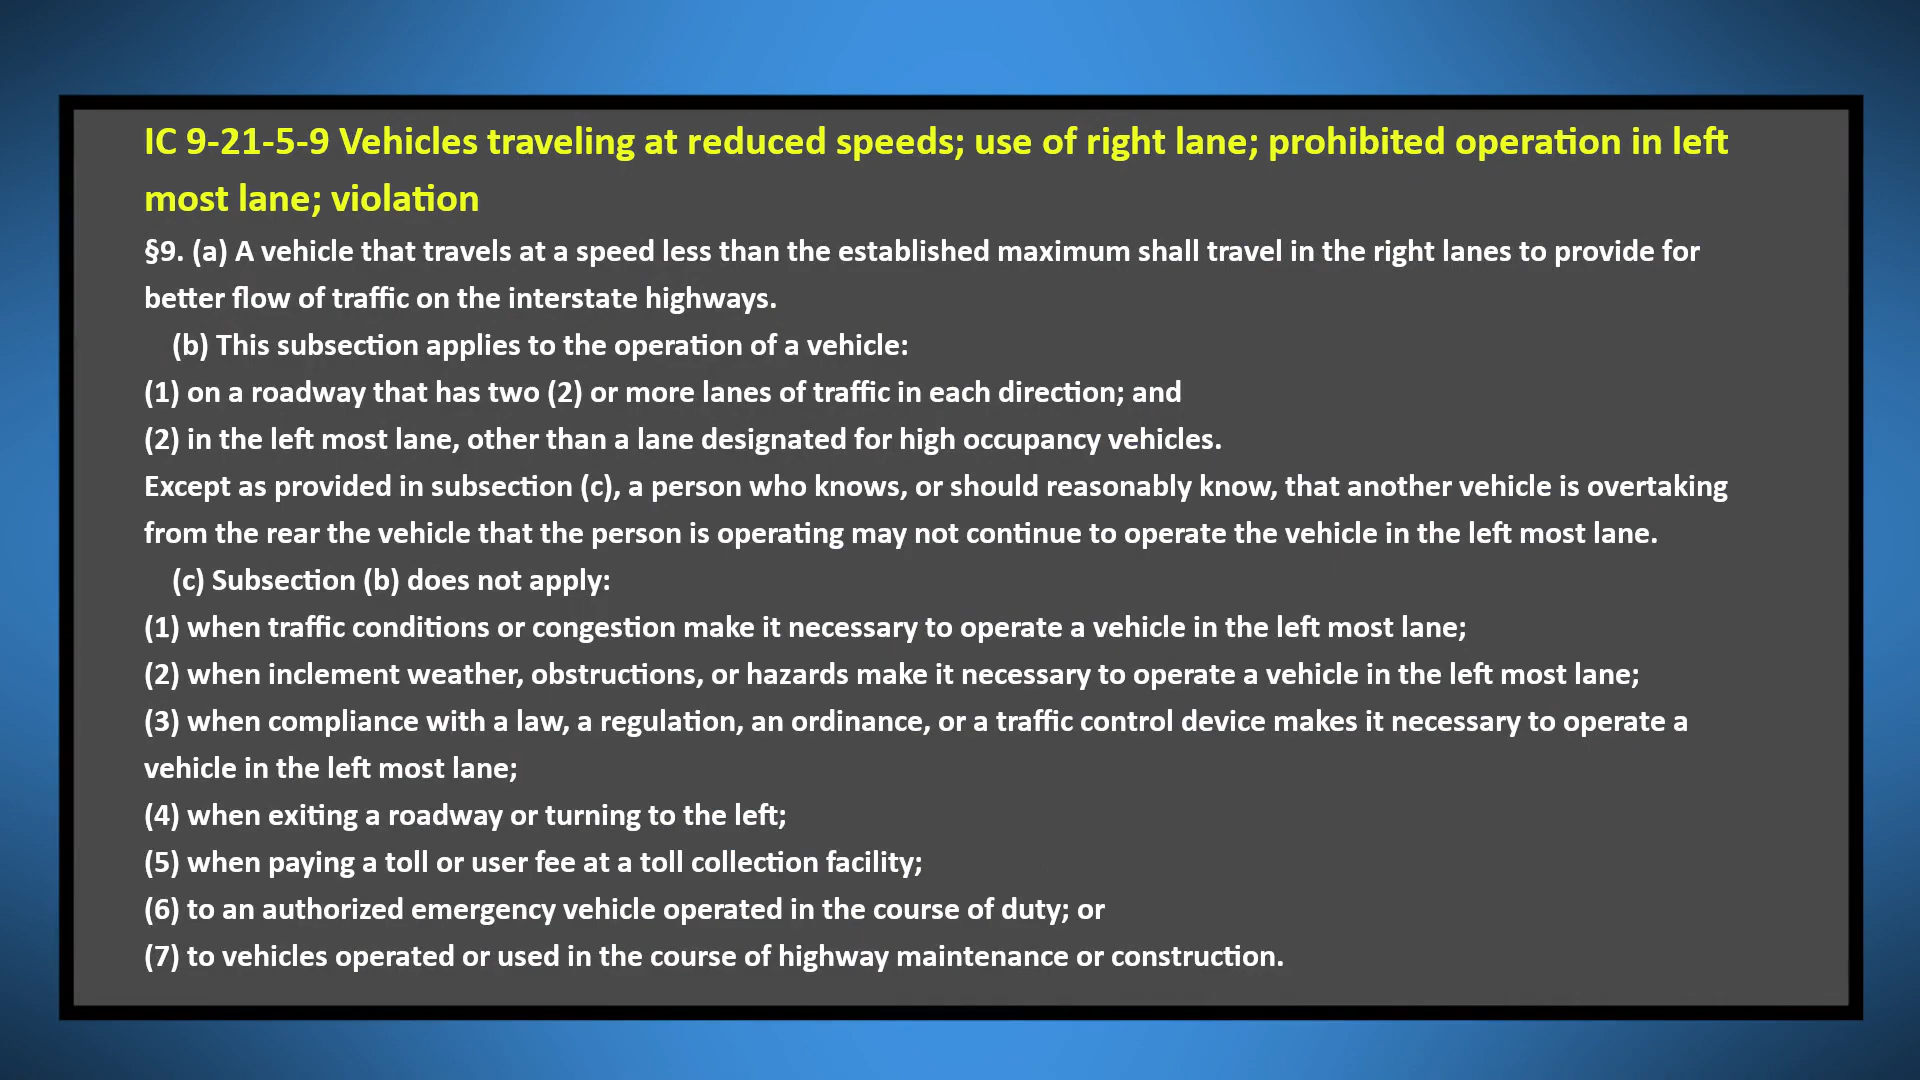 IC 9-21-5-9 Vehicles traveling at reduced speeds; use of right lane; prohibited operation in left
most lane; violation
§9. (a) A vehicle that travels at a speed less than the established maximum shall travel in the right lanes to provide for
better flow of traffic on the interstate highways.
(b) This subsection applies to the operation of a vehicle:
(1) on a roadway that has two (2) or more lanes of traffic in each direction; and
(2) in the left most lane, other than a lane designated for high occupancy vehicles.
Except as provided in subsection (c), a person who knows, or should reasonably know, that another vehicle is overtaking
from the rear the vehicle that the person is operating may not continue to operate the vehicle in the left most lane.
(c) Subsection (b) does not apply:
(1) when traffic conditions or congestion make it necessary to operate a vehicle in the left most lane;
(2) when inclement weather, obstructions, or hazards make it necessary to operate a vehicle in the left most lane;
(3) when compliance with a law, a regulation, an ordinance, or a traffic control device makes it necessary to operate a
vehicle in the left most lane;
(4) when exiting a roadway or turning to the left;
(5) when paying a toll or user fee at a toll collection facility;
(6) to an authorized emergency vehicle operated in the course of duty; or
(7) to vehicles operated or used in the course of highway maintenance or construction.